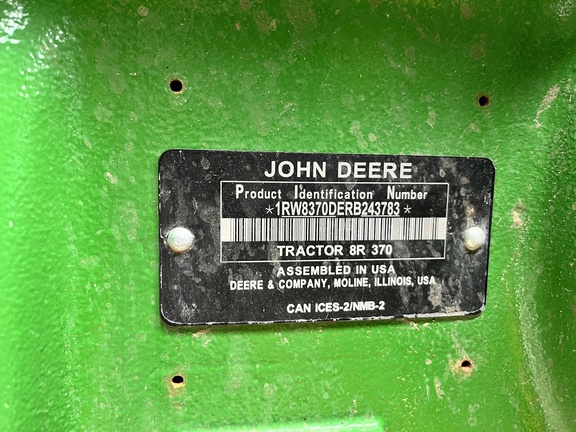 JOHN DEERE
Product Identification Number
*1RW8370DERB243783*
TRACTOR 8R 370
ASSEMBLED IN USA
DEERE & COMPANY, MOLINE, ILLINOIS, USA
CAN ICES-2/NMB-2